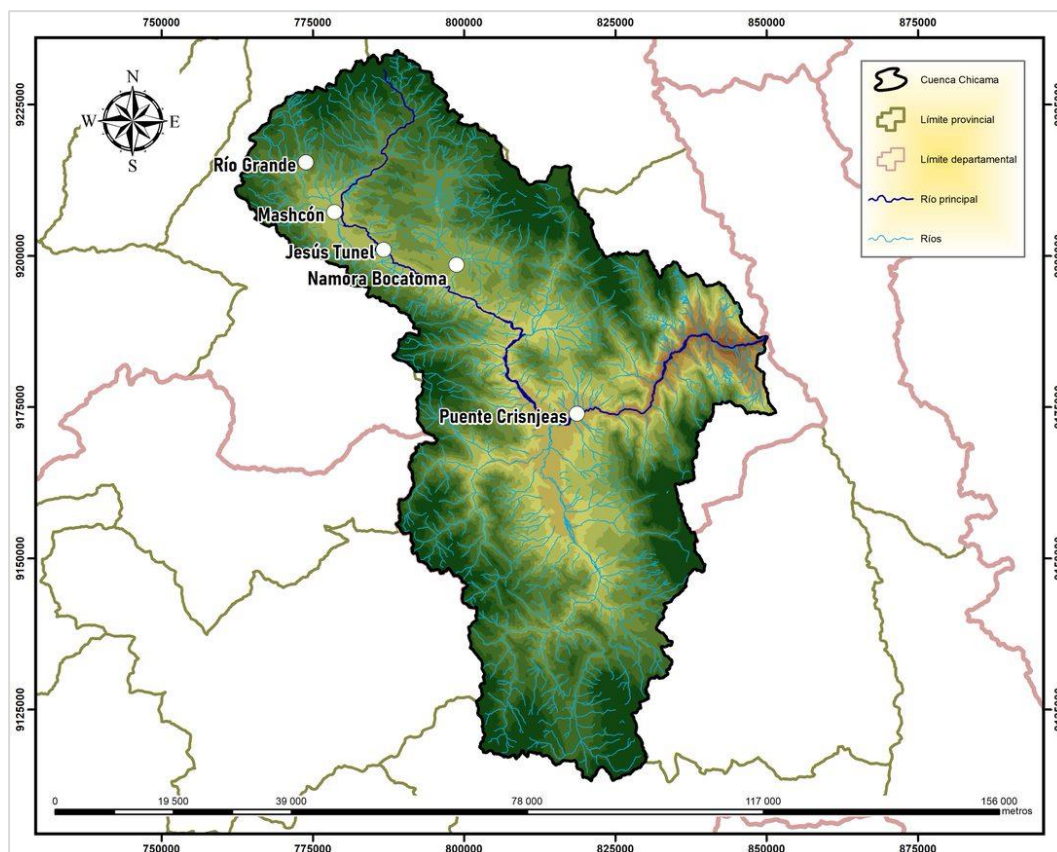 750000
775000
800000
825000
850000
875000
N
W
E
S
Cuenca Chicama
Límite provincial
Límite departamental
Río principal
Ríos
9225000
9200000
9175000
9150000
9125000
Río Grande
Mashcón
Jesús Tunel
Namora Bocatoma
Puente Crisnjeas
0
19 500
39 000
78 000
117 000
156 000
metros
750000
775000
800000
825000
850000
875000